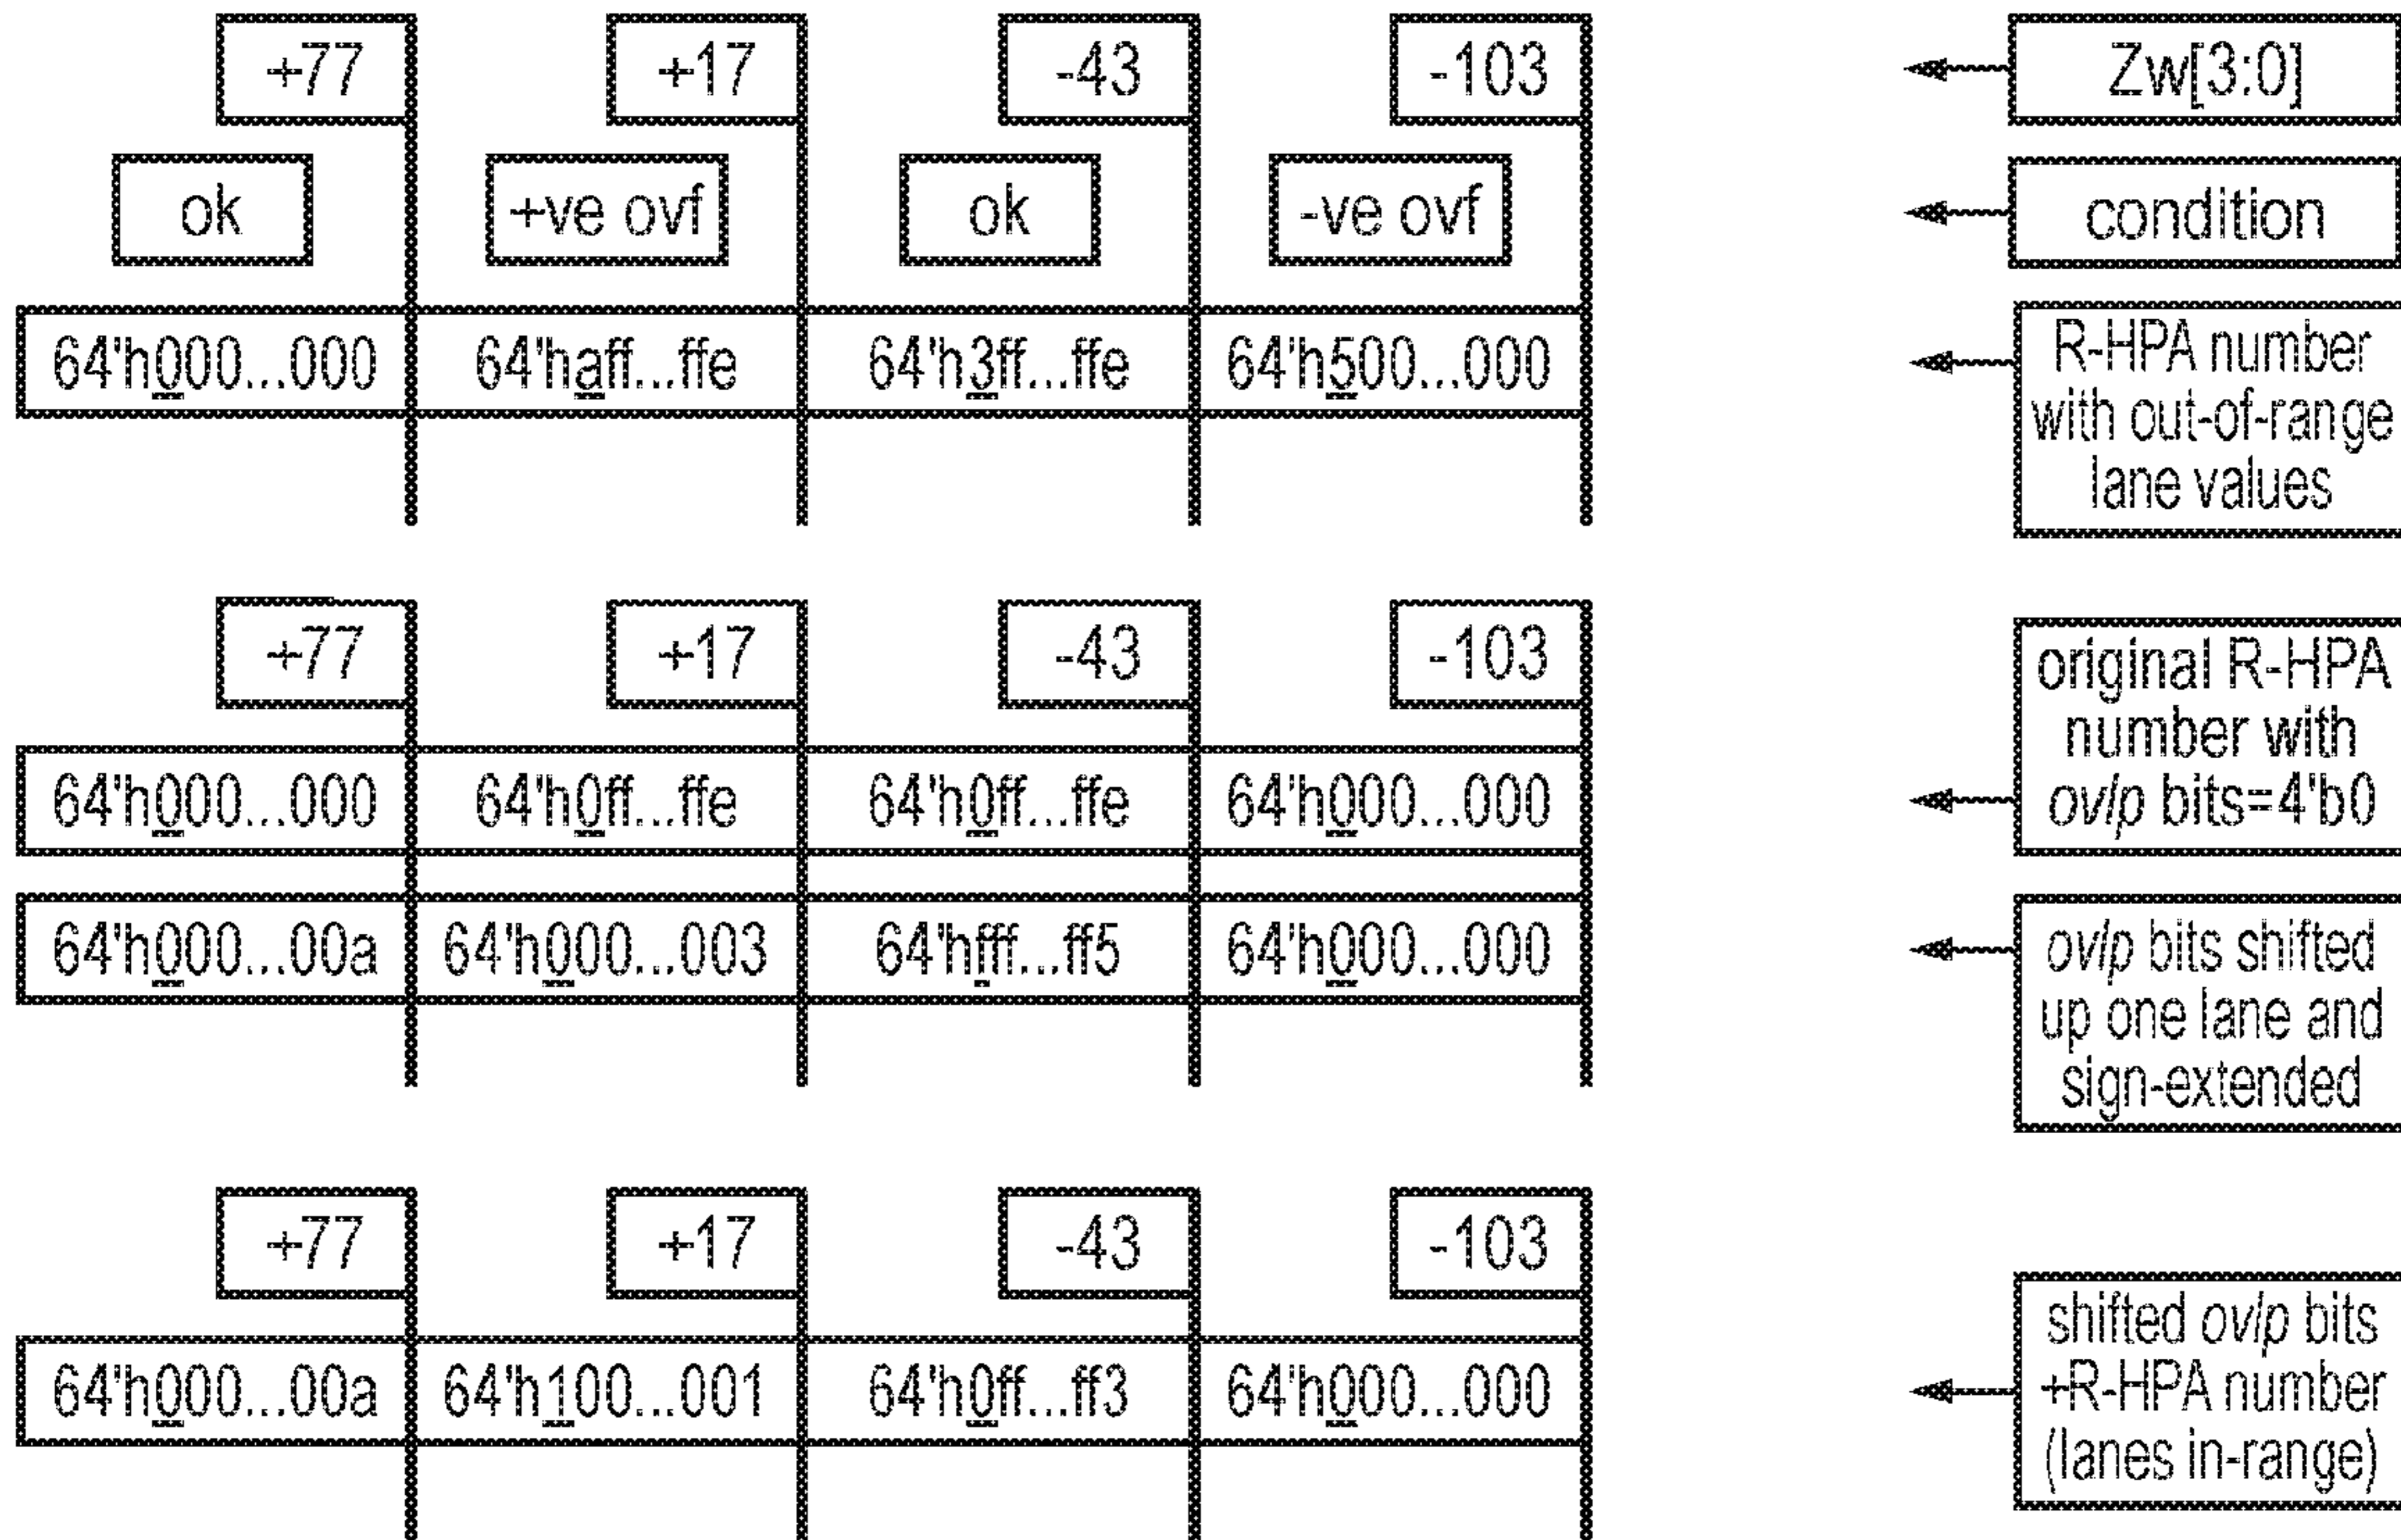 +77 +17 -43 -103 Zw[3:0]
ok +ve ovf ok -ve ovf condition
64'h000...000 64'haff...ffe 64'h3ff...ffe 64'h500...000 R-HPA number
with out-of-range
lane values
+77 +17 -43 -103
original R-HPA
number with
64'h000...000 64'h0ff...ffe 64'h0ff...ffe 64'h000...000 ovlp bits=4'b0
64'h000...00a 64'h000...003 64'hfff...ff5 64'h000...000 ovlp bits shifted
up one lane and
sign-extended
+77 +17 -43 -103
shifted ovlp bits
64'h000...00a 64'h100...001 64'h0ff...ff3 64'h000...000 +R-HPA number
(lanes in-range)